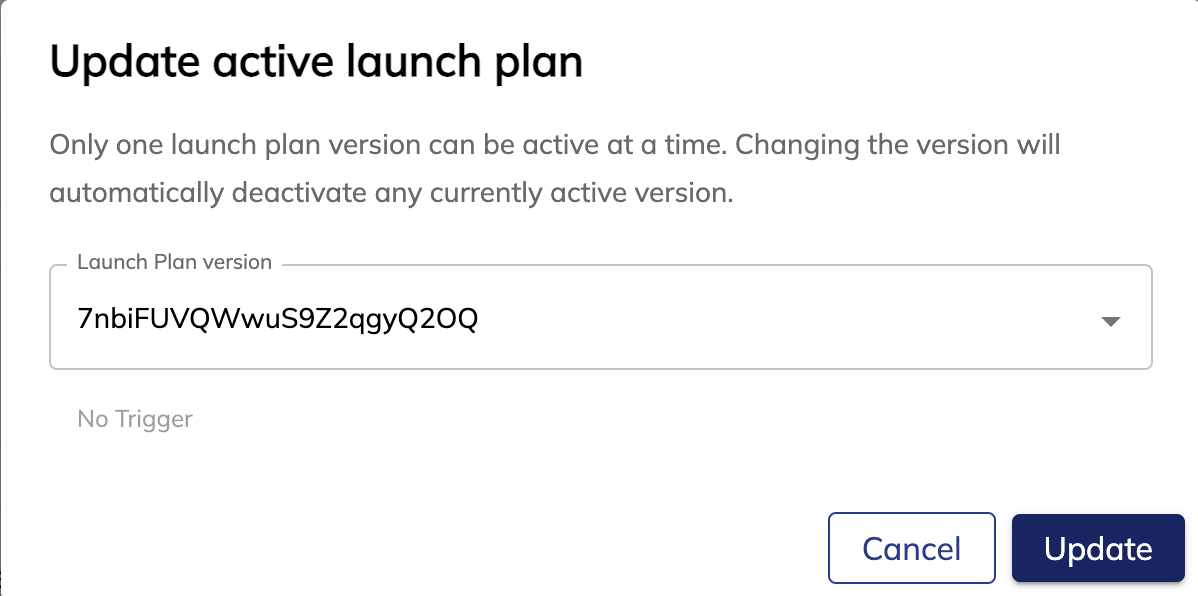 Update active launch plan
Only one launch plan version can be active at a time. Changing the version will
automatically deactivate any currently active version.
Launch Plan version
7nbiFUVQWwuS9Z2qgyQ2OQ
No Trigger
Cancel
Update